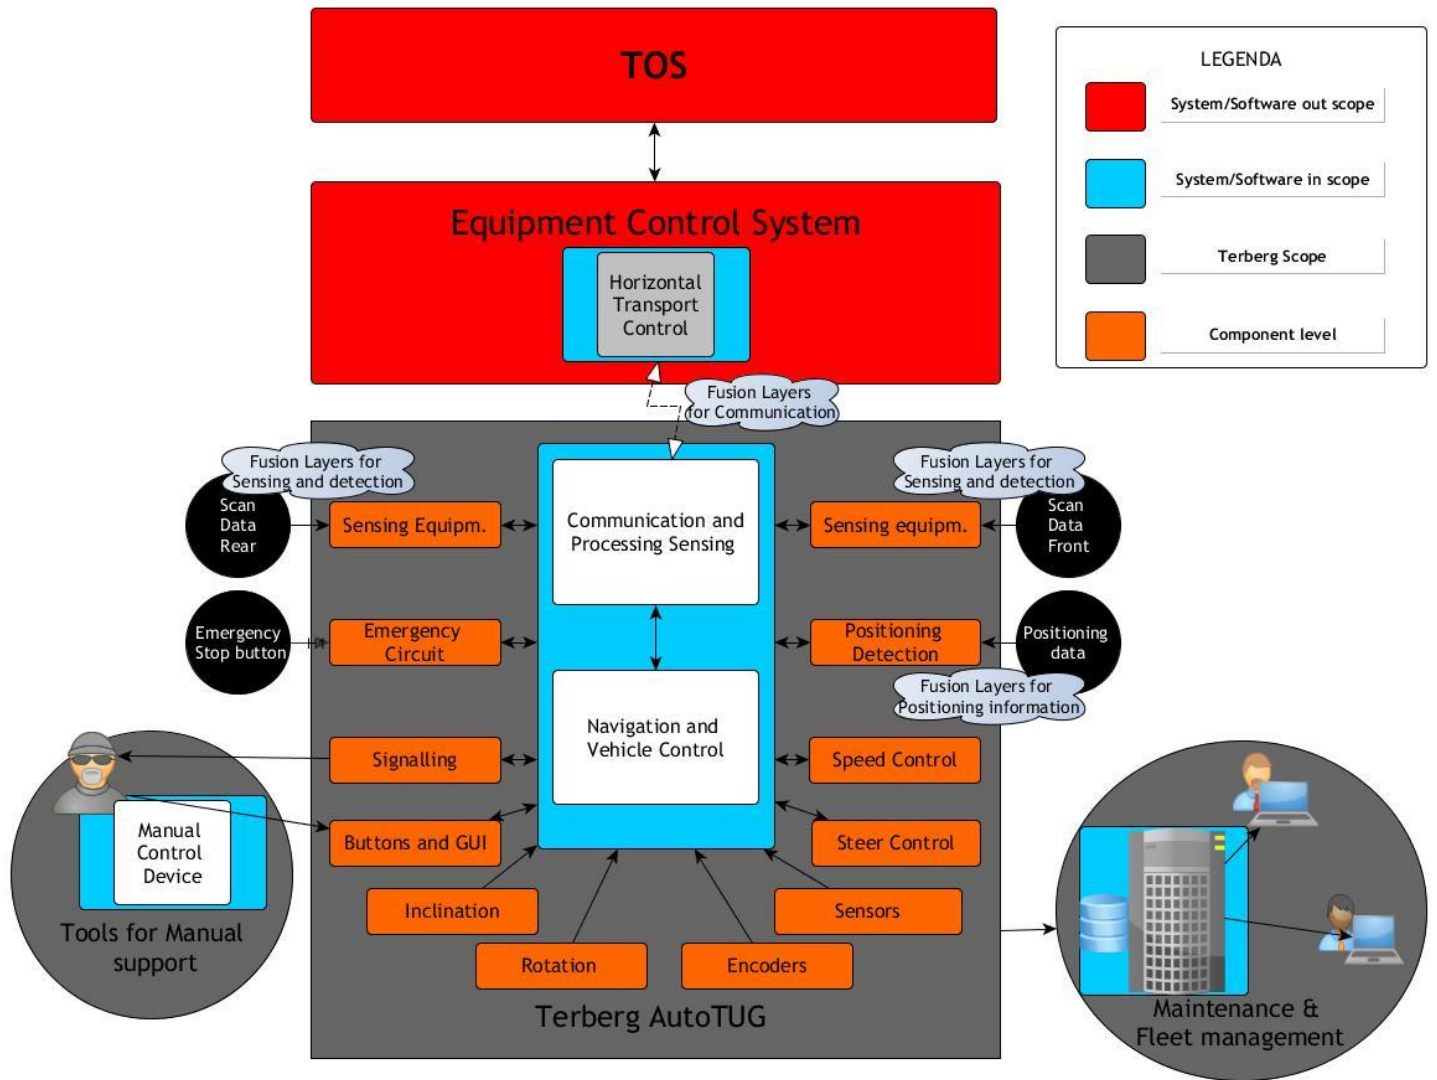 TOS
LEGENDA
System/Software out scope
System/Software in scope
Terberg Scope
Component level
Equipment Control System
Horizontal
Transport
Control
Fusion Layers
for Communication
Fusion Layers for
Sensing and detection
Scan
Data
Rear
Sensing Equipm.
Communication and
Processing Sensing
Fusion Layers for
Sensing and detection
Sensing equipm.
Scan
Data
Front
Emergency
Stop button
Emergency
Circuit
Positioning
Detection
Positioning
data
Fusion Layers for
Positioning information
Navigation and
Vehicle Control
Signalling
Speed Control
Buttons and GUI
Steer Control
Manual
Control
Device
Tools for Manual
support
Inclination
Sensors
Rotation
Encoders
Terberg AutoTUG
Maintenance &
Fleet management